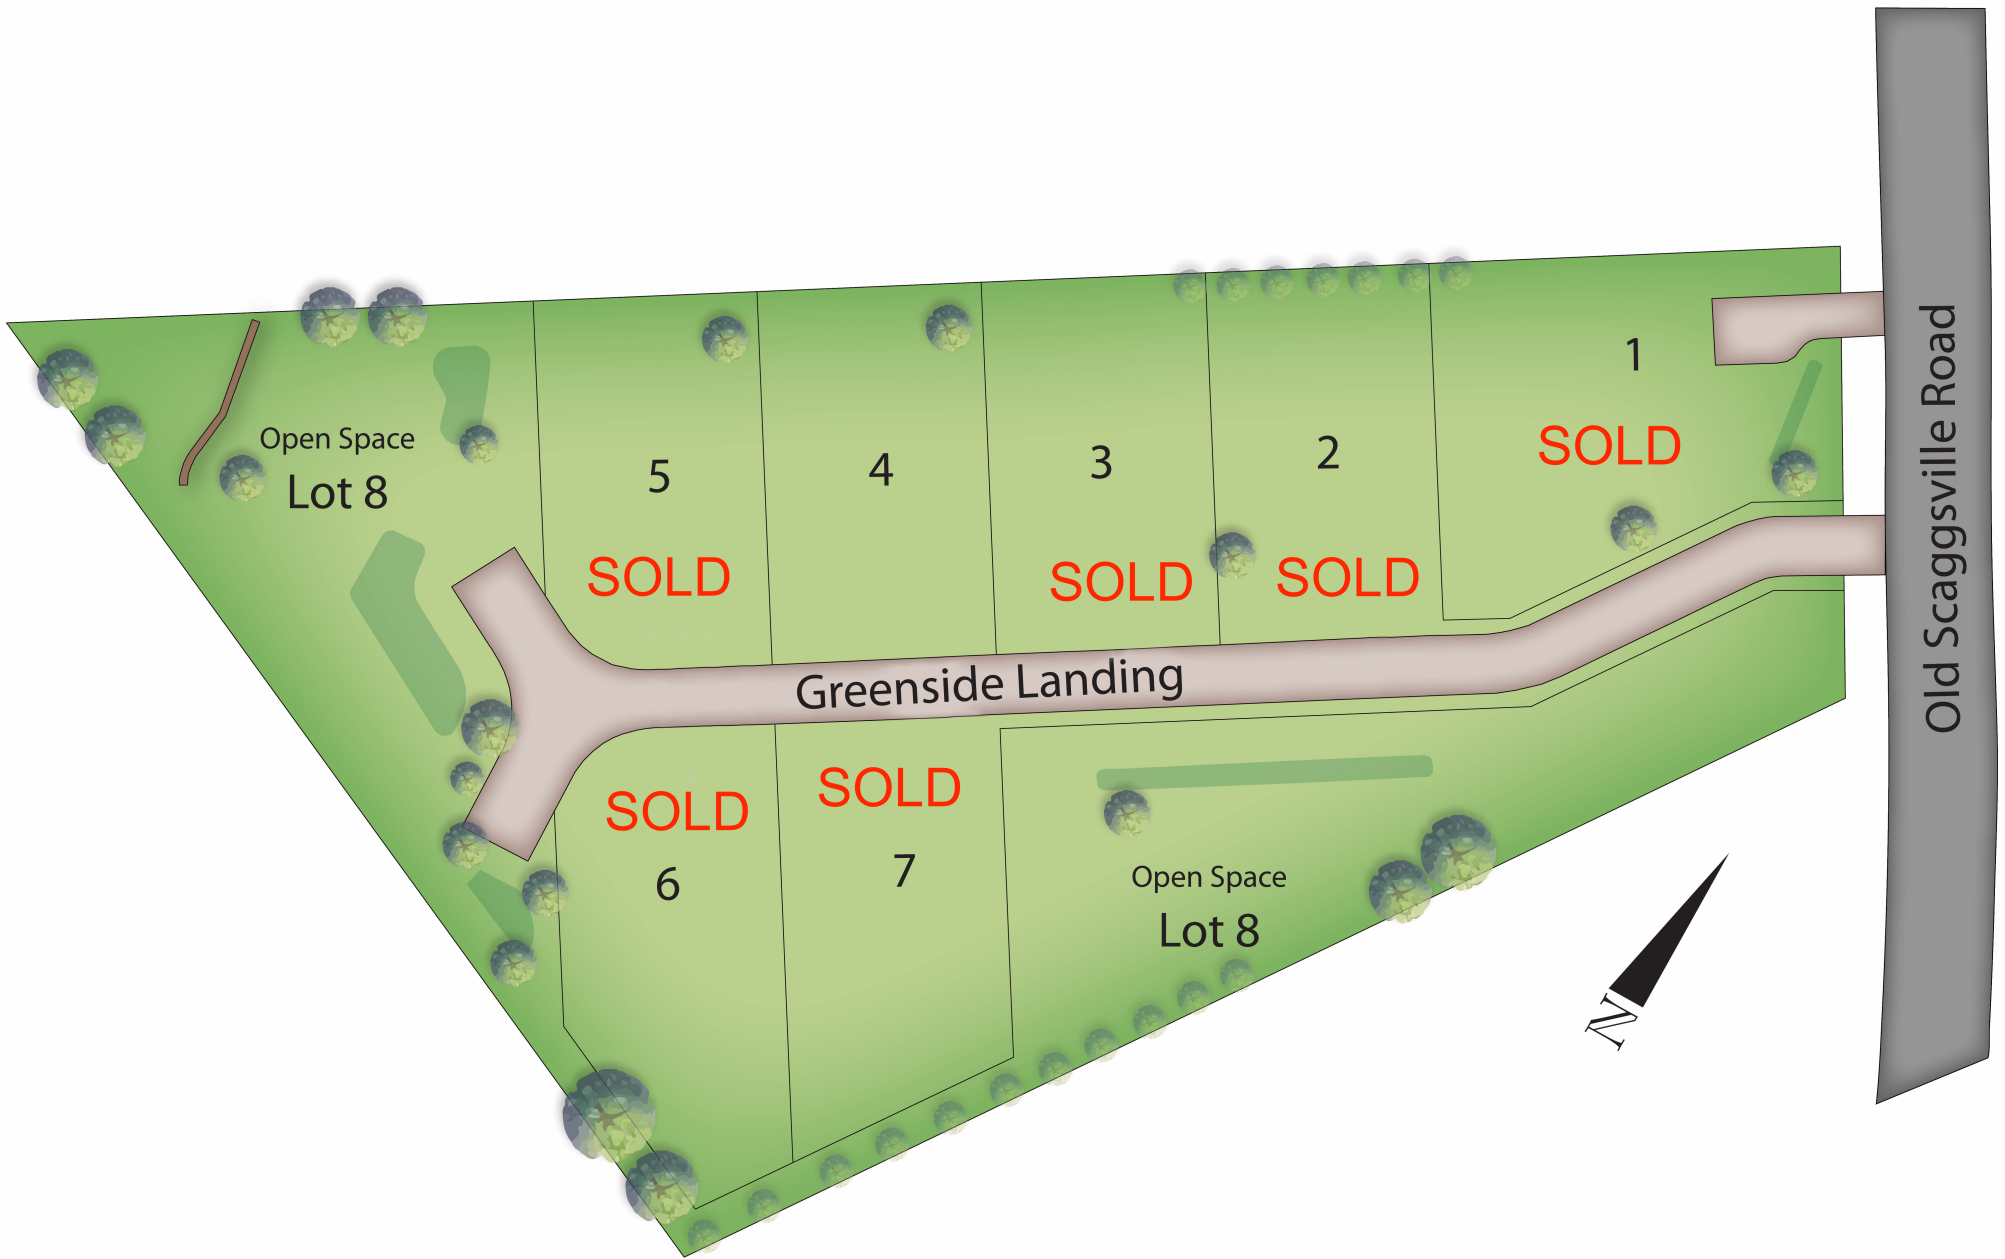 1
SOLD
2
SOLD
3
SOLD
4
5
SOLD
Open Space
Lot 8
Greenside Landing
Old Scaggsville Road
SOLD
6
SOLD
7
Open Space
Lot 8
N